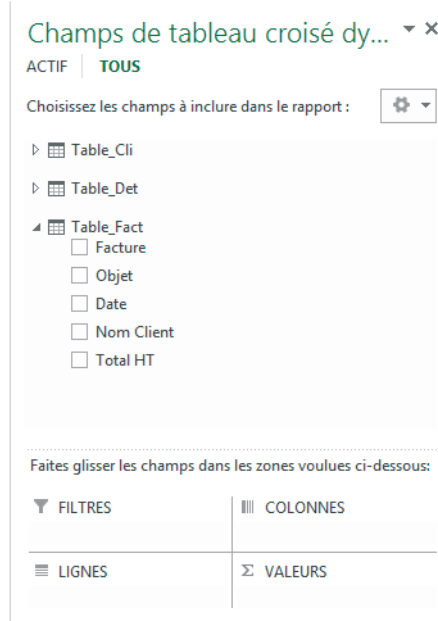 Champs de tableau croisé dy...
ACTIF TOUS
Choisissez les champs à inclure dans le rapport :
Table_Cli
Table_Det
Table_Fact
Facture
Objet
Date
Nom Client
Total HT
Faites glisser les champs dans les zones voulues ci-dessous:
FILTRES COLONNES
LIGNES Σ VALEURS